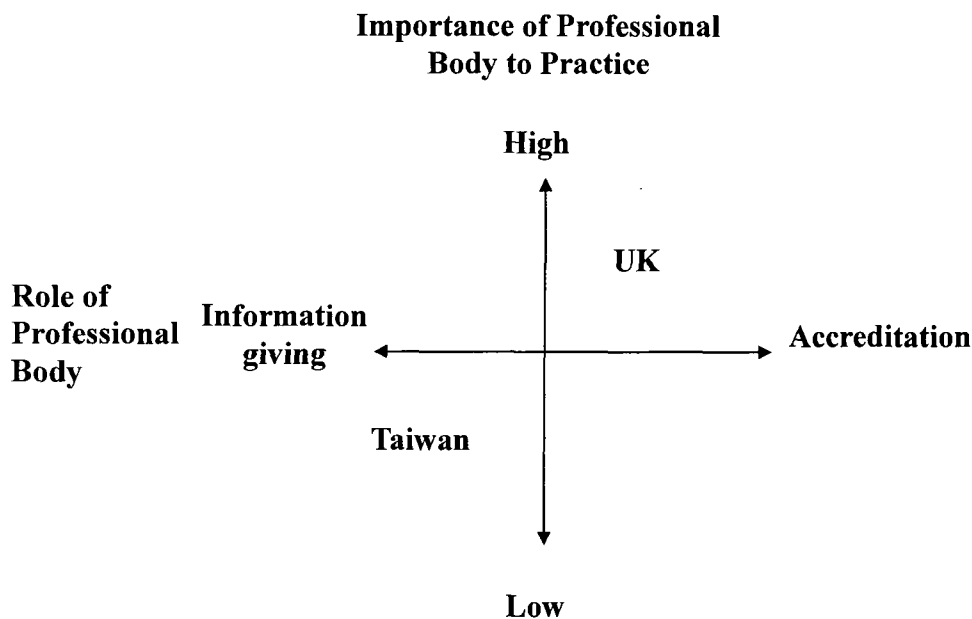 Importance of Professional
Body to Practice
High
UK
Role of
Professional
Body
Information
giving
Accreditation
Taiwan
Low